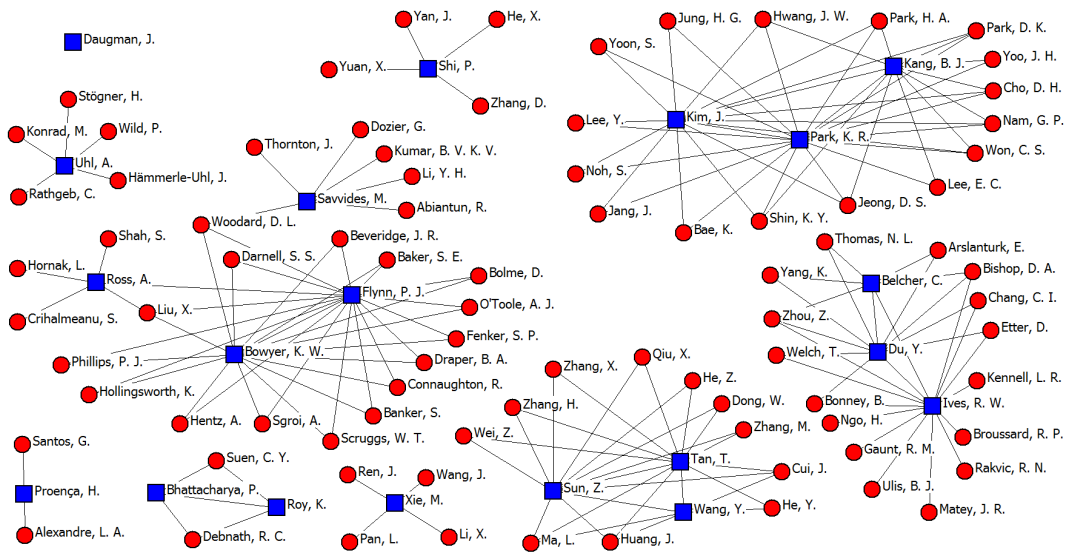 Daugman, J.
Yan, J.
He, X.
Yuan, X.
Shi, P.
Zhang, D.
Jung, H. G.
Hwang, J. W.
Park, H. A.
Park, D. K.
Yoon, S.
Kang, B. J.
Yoo, J. H.
Cho, D. H.
Lee, Y.
Kim, J.
Park, K. R.
Nam, G. P.
Won, C. S.
Noh, S.
Lee, E. C.
Jang, J.
Bae, K.
Shin, K. Y.
Jeong, D. S.
Stögner, H.
Konrad, M.
Wild, P.
Uhl, A.
Hämmerle-Uhl, J.
Rathgeb, C.
Dozier, G.
Thornton, J.
Kumar, B. V. K. V.
Li, Y. H.
Savvides, M.
Abiantun, R.
Woodard, D. L.
Beveridge, J. R.
Shah, S.
Darnell, S. S.
Baker, S. E.
Hornak, L.
Ross, A.
Bolme, D.
Flynn, P. J.
O'Toole, A. J.
Crihalmeanu, S.
Liu, X.
Fenker, S. P.
Phillips, P. J.
Bowyer, K. W.
Draper, B. A.
Hollingsworth, K.
Connaughton, R.
Hentz, A.
Sgroi, A.
Banker, S.
Scruggs, W. T.
Thomas, N. L.
Arslanturk, E.
Yang, K.
Belcher, C.
Bishop, D. A.
Chang, C. I.
Zhou, Z.
Etter, D.
Welch, T.
Du, Y.
Kennell, L. R.
Bonney, B.
Ives, R. W.
Ngo, H.
Broussard, R. P.
Gaunt, R. M.
Rakvic, R. N.
Ulis, B. J.
Matey, J. R.
Zhang, X.
Qiu, X.
He, Z.
Zhang, H.
Dong, W.
Zhang, M.
Wei, Z.
Tan, T.
Cui, J.
Sun, Z.
Wang, Y.
He, Y.
Ma, L.
Huang, J.
Santos, G.
Proença, H.
Alexandre, L. A.
Suen, C. Y.
Bhattacharya, P.
Roy, K.
Debnath, R. C.
Ren, J.
Wang, J.
Xie, M.
Pan, L.
Li, X.